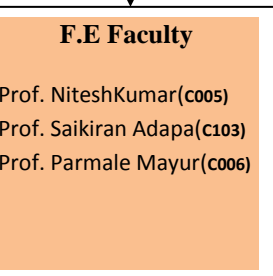 F.E Faculty
Prof. NiteshKumar(C005)
Prof. Saikiran Adapa(C103)
Prof. Parmale Mayur(C006)